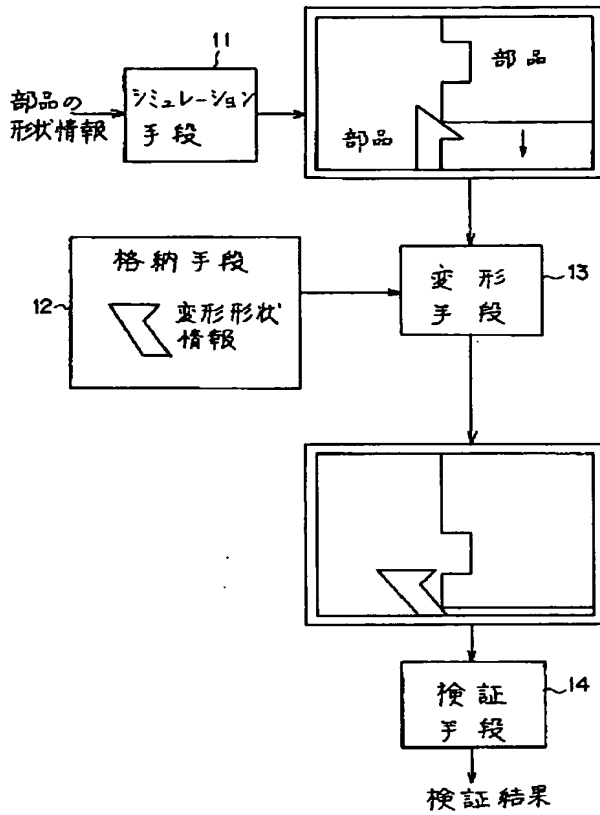 11
部品の
形状情報
シミュレーション
手段
部品
部品
格納手段
12
変形形状
情報
変形
手段
13
検証
手段
14
検証結果